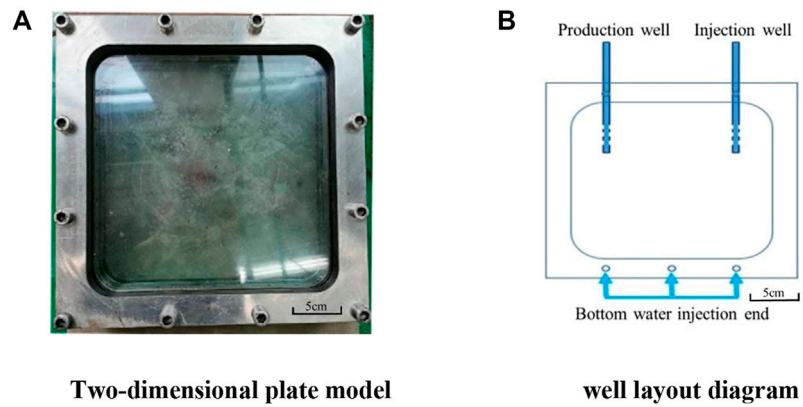 A
B
Production well
Injection well
5cm
5cm
Bottom water injection end
Two-dimensional plate model
well layout diagram